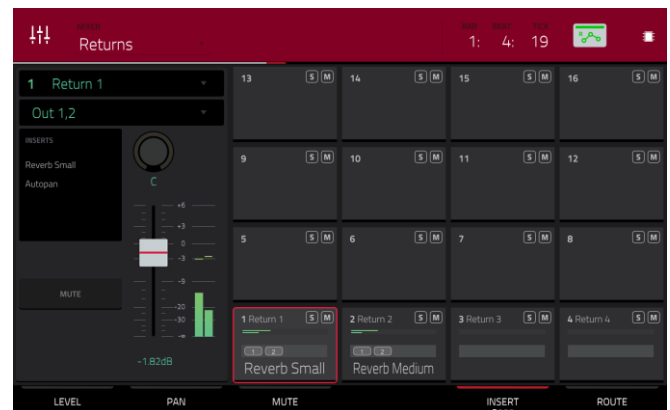 Returns
BAR BEAT TICK
1: 4: 19
1 Return 1
Out 1,2
INSERTS
Reverb Small
Autopan
C
+6
+3
0
-3
-9
-20
-30
-∞
MUTE
-1.82dB
13 S M
14 S M
15 S M
16 S M
9 S M
10 S M
11 S M
12 S M
5 S M
6 S M
7 S M
8 S M
1 Return 1 S M
1 2
Reverb Small
2 Return 2 S M
1 2
Reverb Medium
3 Return 3 S M
4 Return 4 S M
LEVEL
PAN
MUTE
INSERT
ROUTE